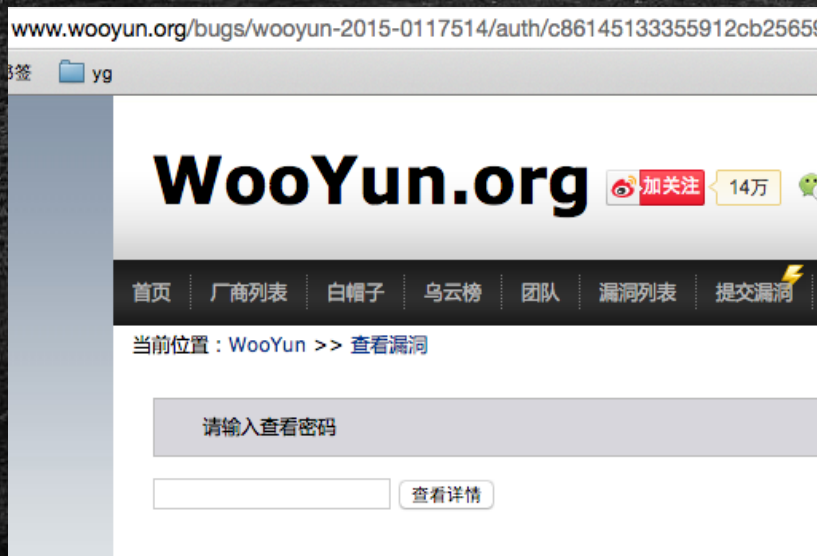 www.wooyun.org/bugs/wooyun-2015-0117514/auth/c86145133355912cb25659
签 yg
WooYun.org 加关注 14万
首页 厂商列表 白帽子 乌云榜 团队 漏洞列表 提交漏洞
当前位置：WooYun >> 查看漏洞
请输入查看密码
查看详情